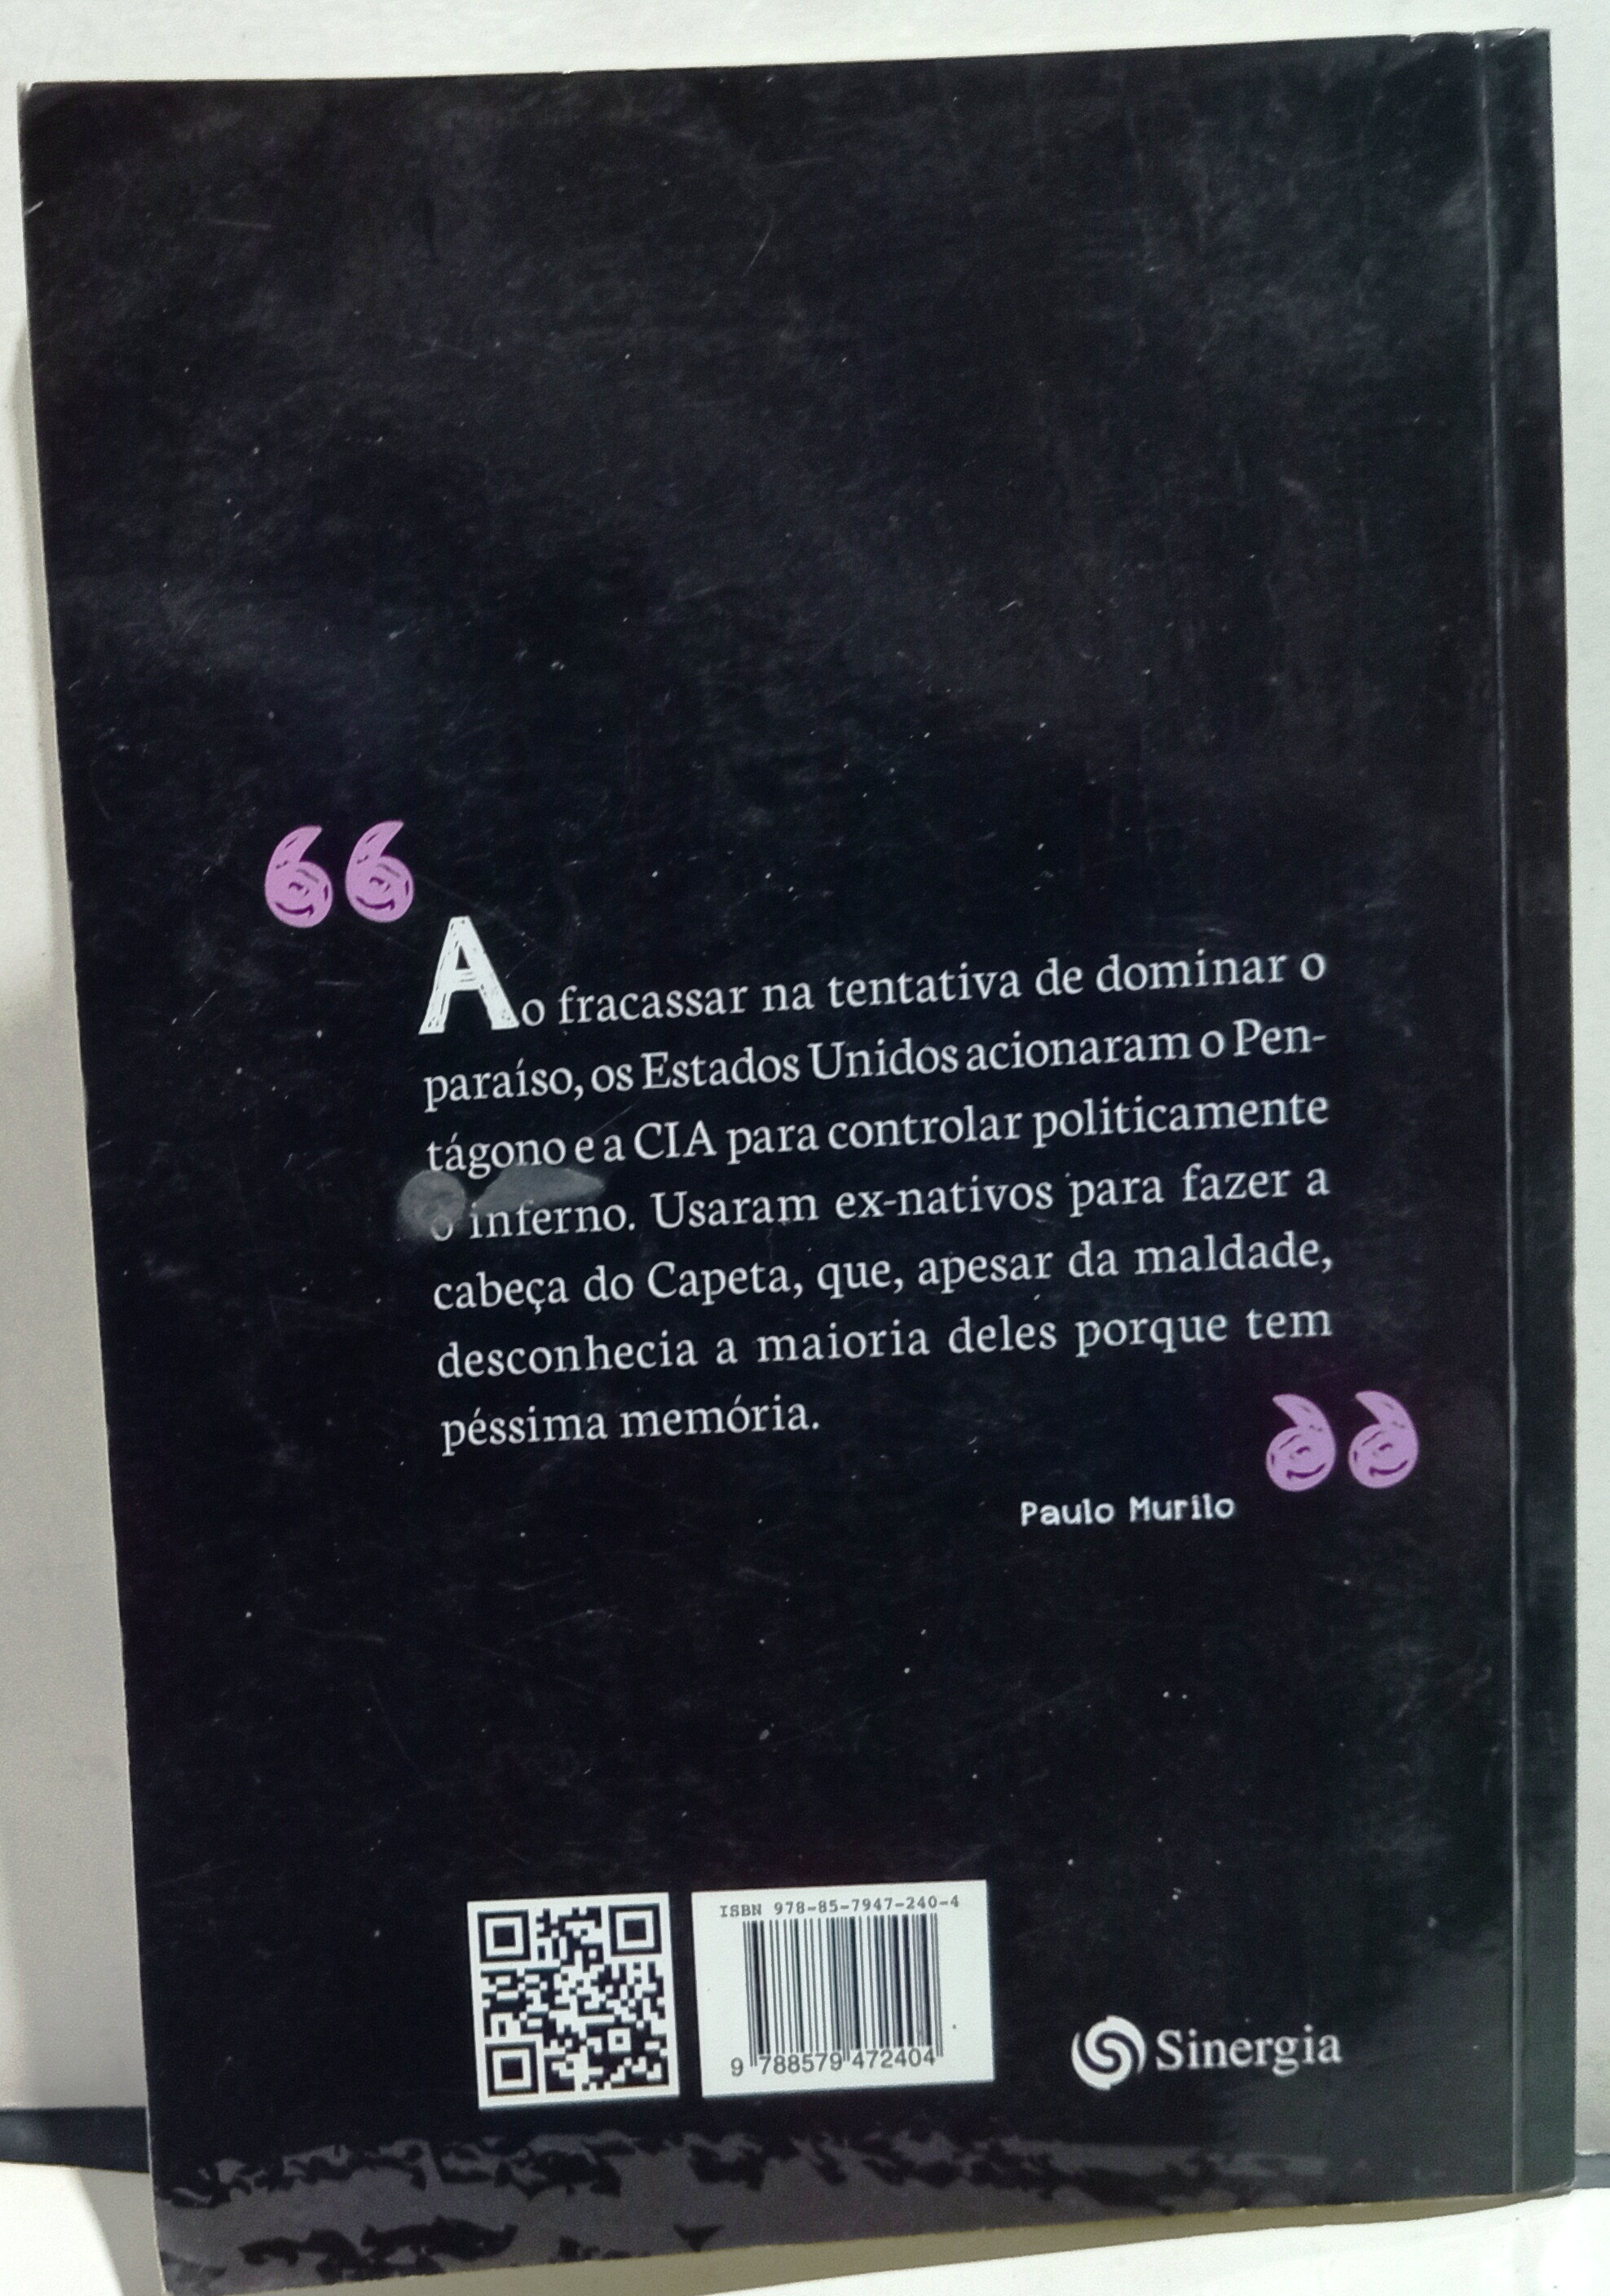 “
Ao fracassar na tentativa de dominar o
paraíso, os Estados Unidos acionaram o Pen-
tágono e a CIA para controlar politicamente
o inferno. Usaram ex-nativos para fazer a
cabeça do Capeta, que, apesar da maldade,
desconhecia a maioria deles porque tem
péssima memória.
”
Paulo Murilo
ISBN 978-85-7947-240-4
9 788579 472404
Sinergia